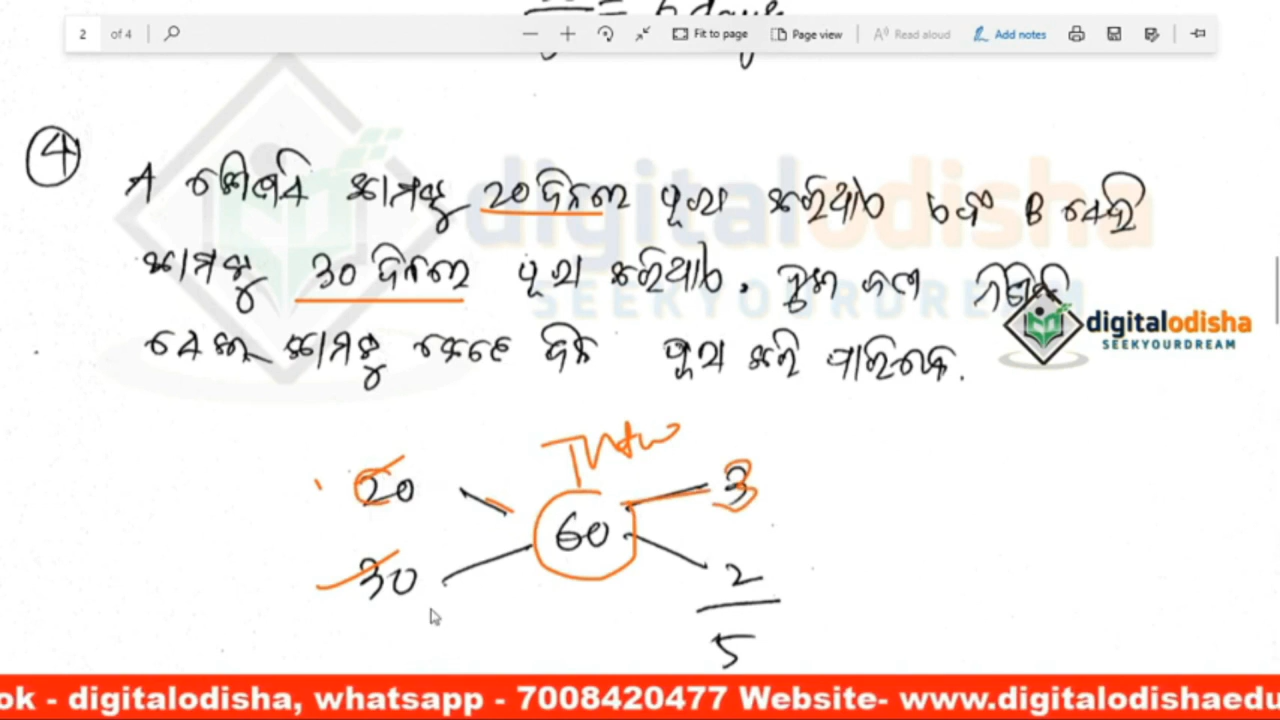 2 of 4 Fit to page Page view Read aloud Add notes
4
A କୌଣସି କାମକୁ 20 ଦିନରେ ପୂରା କରିଥାଏ B ସେହି
କାମକୁ 30 ଦିନରେ ପୂରା କରିଥାଏ. ଦୁଇ ଜଣ
କାମକୁ କେତେ ଦିନ ପୂରା କରି ପାରିବେ.
digitalodisha
SEEKYOURDREAM
20 60 3
30 2
5
ok - digitalodisha, whatsapp - 7008420477 Website- www.digitalodishaedu